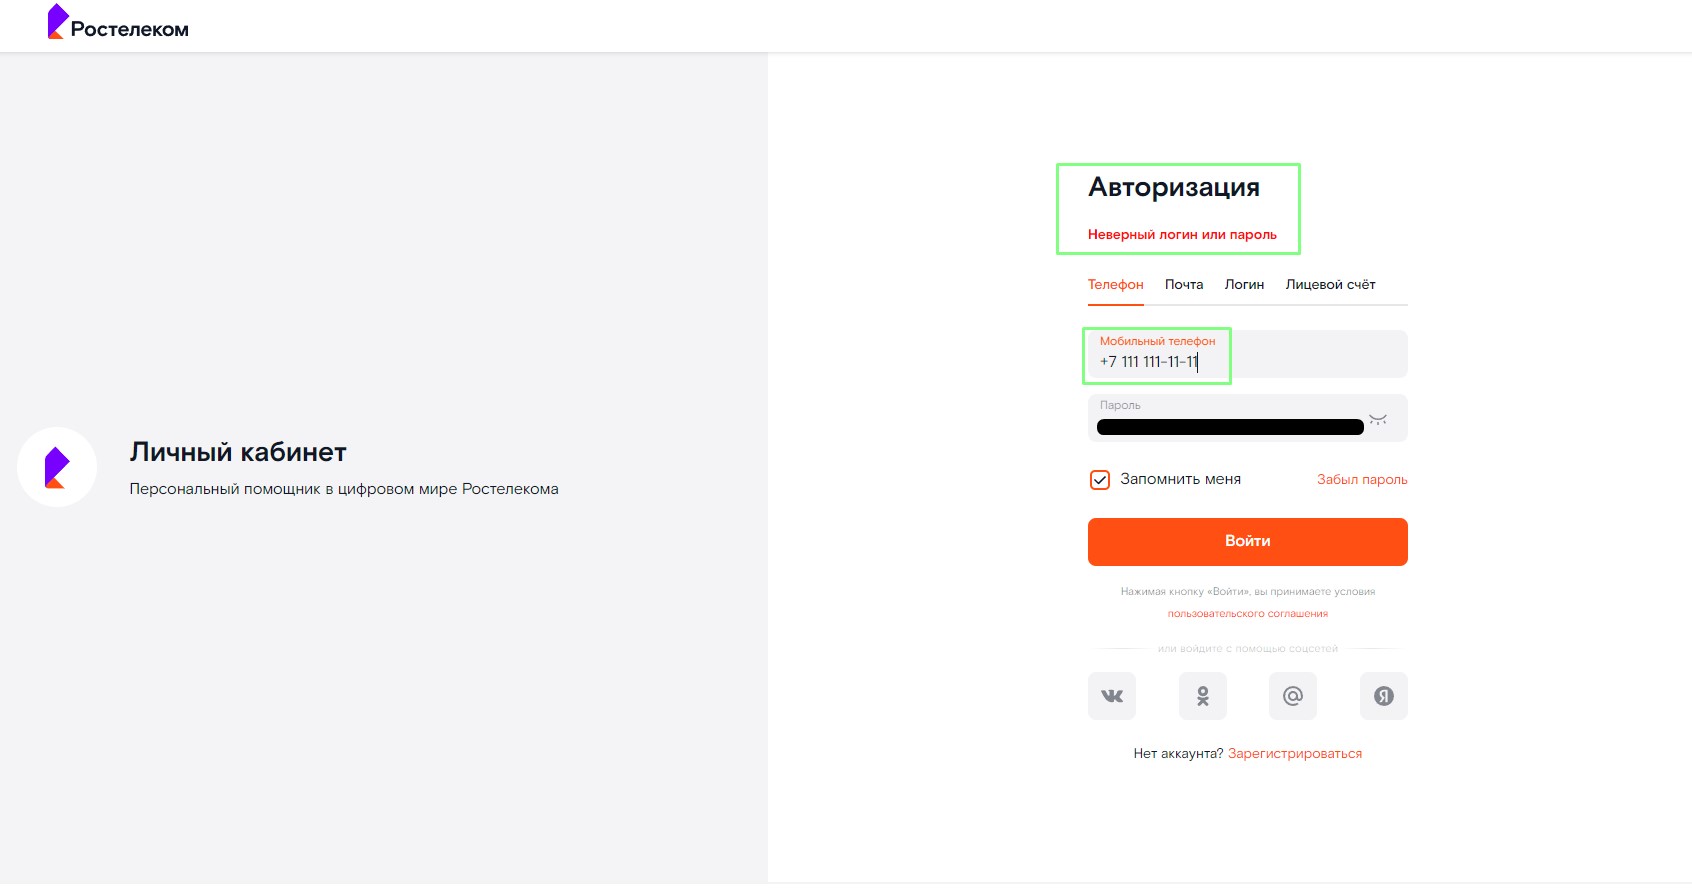 Ростелеком
Личный кабинет
Персональный помощник в цифровом мире Ростелекома
Авторизация
Неверный логин или пароль
Телефон Почта Логин Лицевой счёт
Мобильный телефон
+7 111 111-11-11
Пароль
Запомнить меня Забыл пароль
Войти
Нажимая кнопку «Войти», вы принимаете условия
пользовательского соглашения
или войдите с помощью соцсетей
Нет аккаунта? Зарегистрироваться